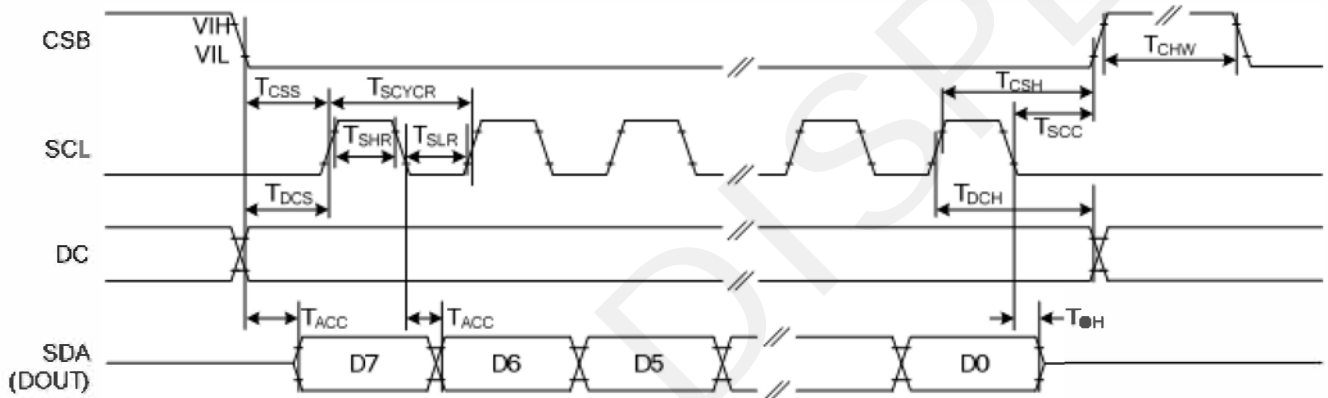 CSB
VIH
VIL
TCHW
TCSS
TSCYCR
TCSH
TSHR
TSLR
TSCC
SCL
TDCS
TDCH
DC
TACC
TACC
SDA
(DOUT)
D7
D6
D5
D0
DISPL